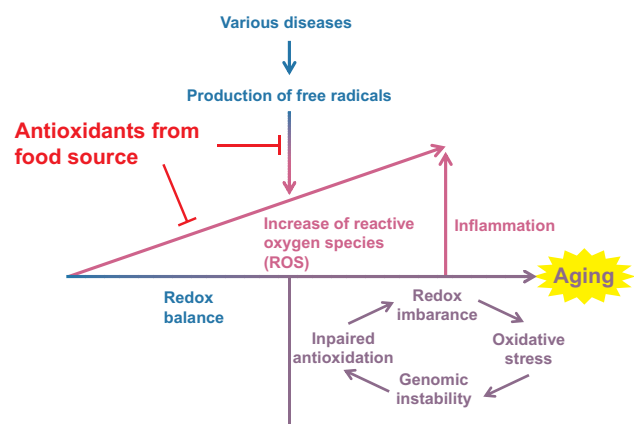 Various diseases
Production of free radicals
Antioxidants from
food source
Increase of reactive
oxygen species
(ROS)
Inflammation
Aging
Redox
balance
Redox
imbarance
Inpaired
antioxidation
Oxidative
stress
Genomic
instability